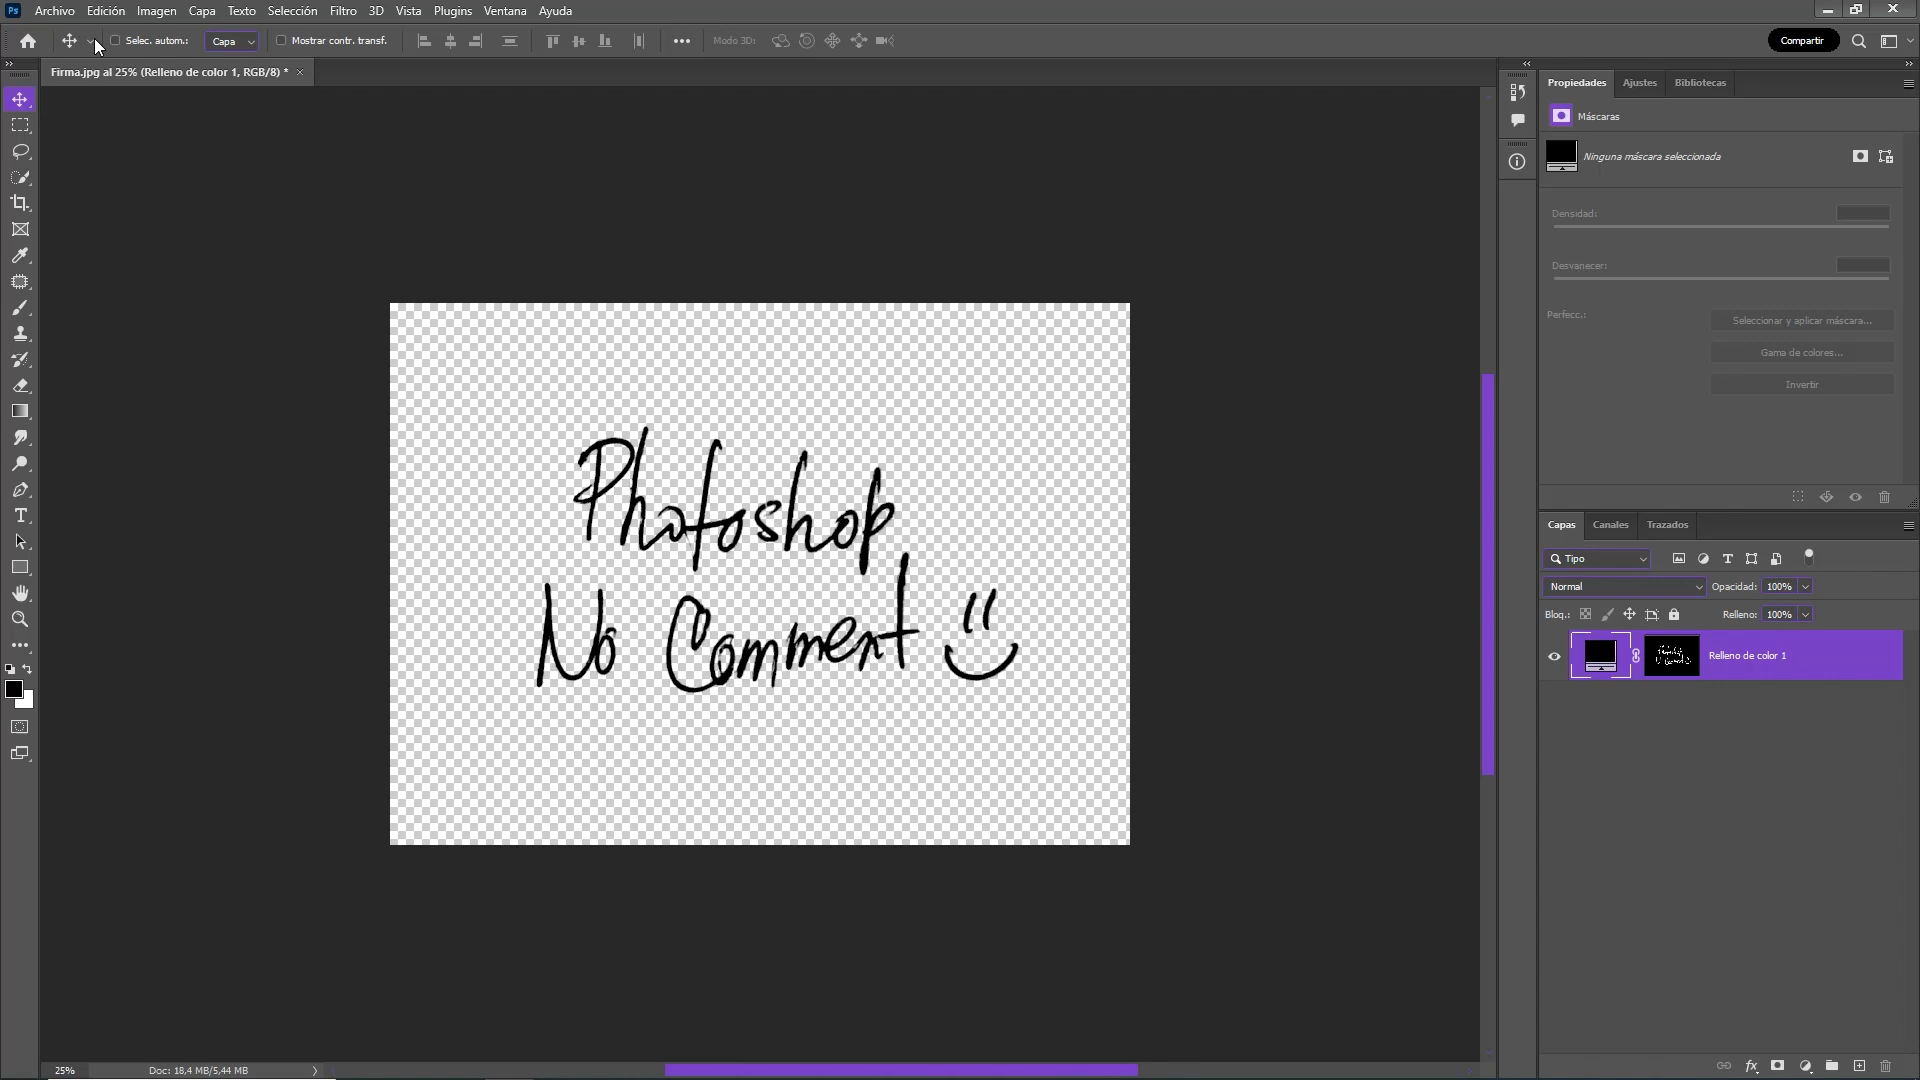 Ps Archivo Edición Imagen Capa Texto Selección Filtro 3D Vista Plugins Ventana Ayuda
Selec. autom.: Capa Mostrar contr. transf. Modo 3D: Compartir
Firma.jpg al 25% (Relleno de color 1, RGB/8) *
Propiedades Ajustes Bibliotecas
Máscaras
Ninguna máscara seleccionada
Densidad:
Desvanecer:
Perfecc.: Seleccionar y aplicar máscara...
Gama de colores...
Invertir
Photoshop
No Comment
Capas Canales Trazados
Tipo
Normal Opacidad: 100%
Bloq.: Relleno: 100%
Relleno de color 1
25% Doc: 18,4 MB/5,44 MB
fx